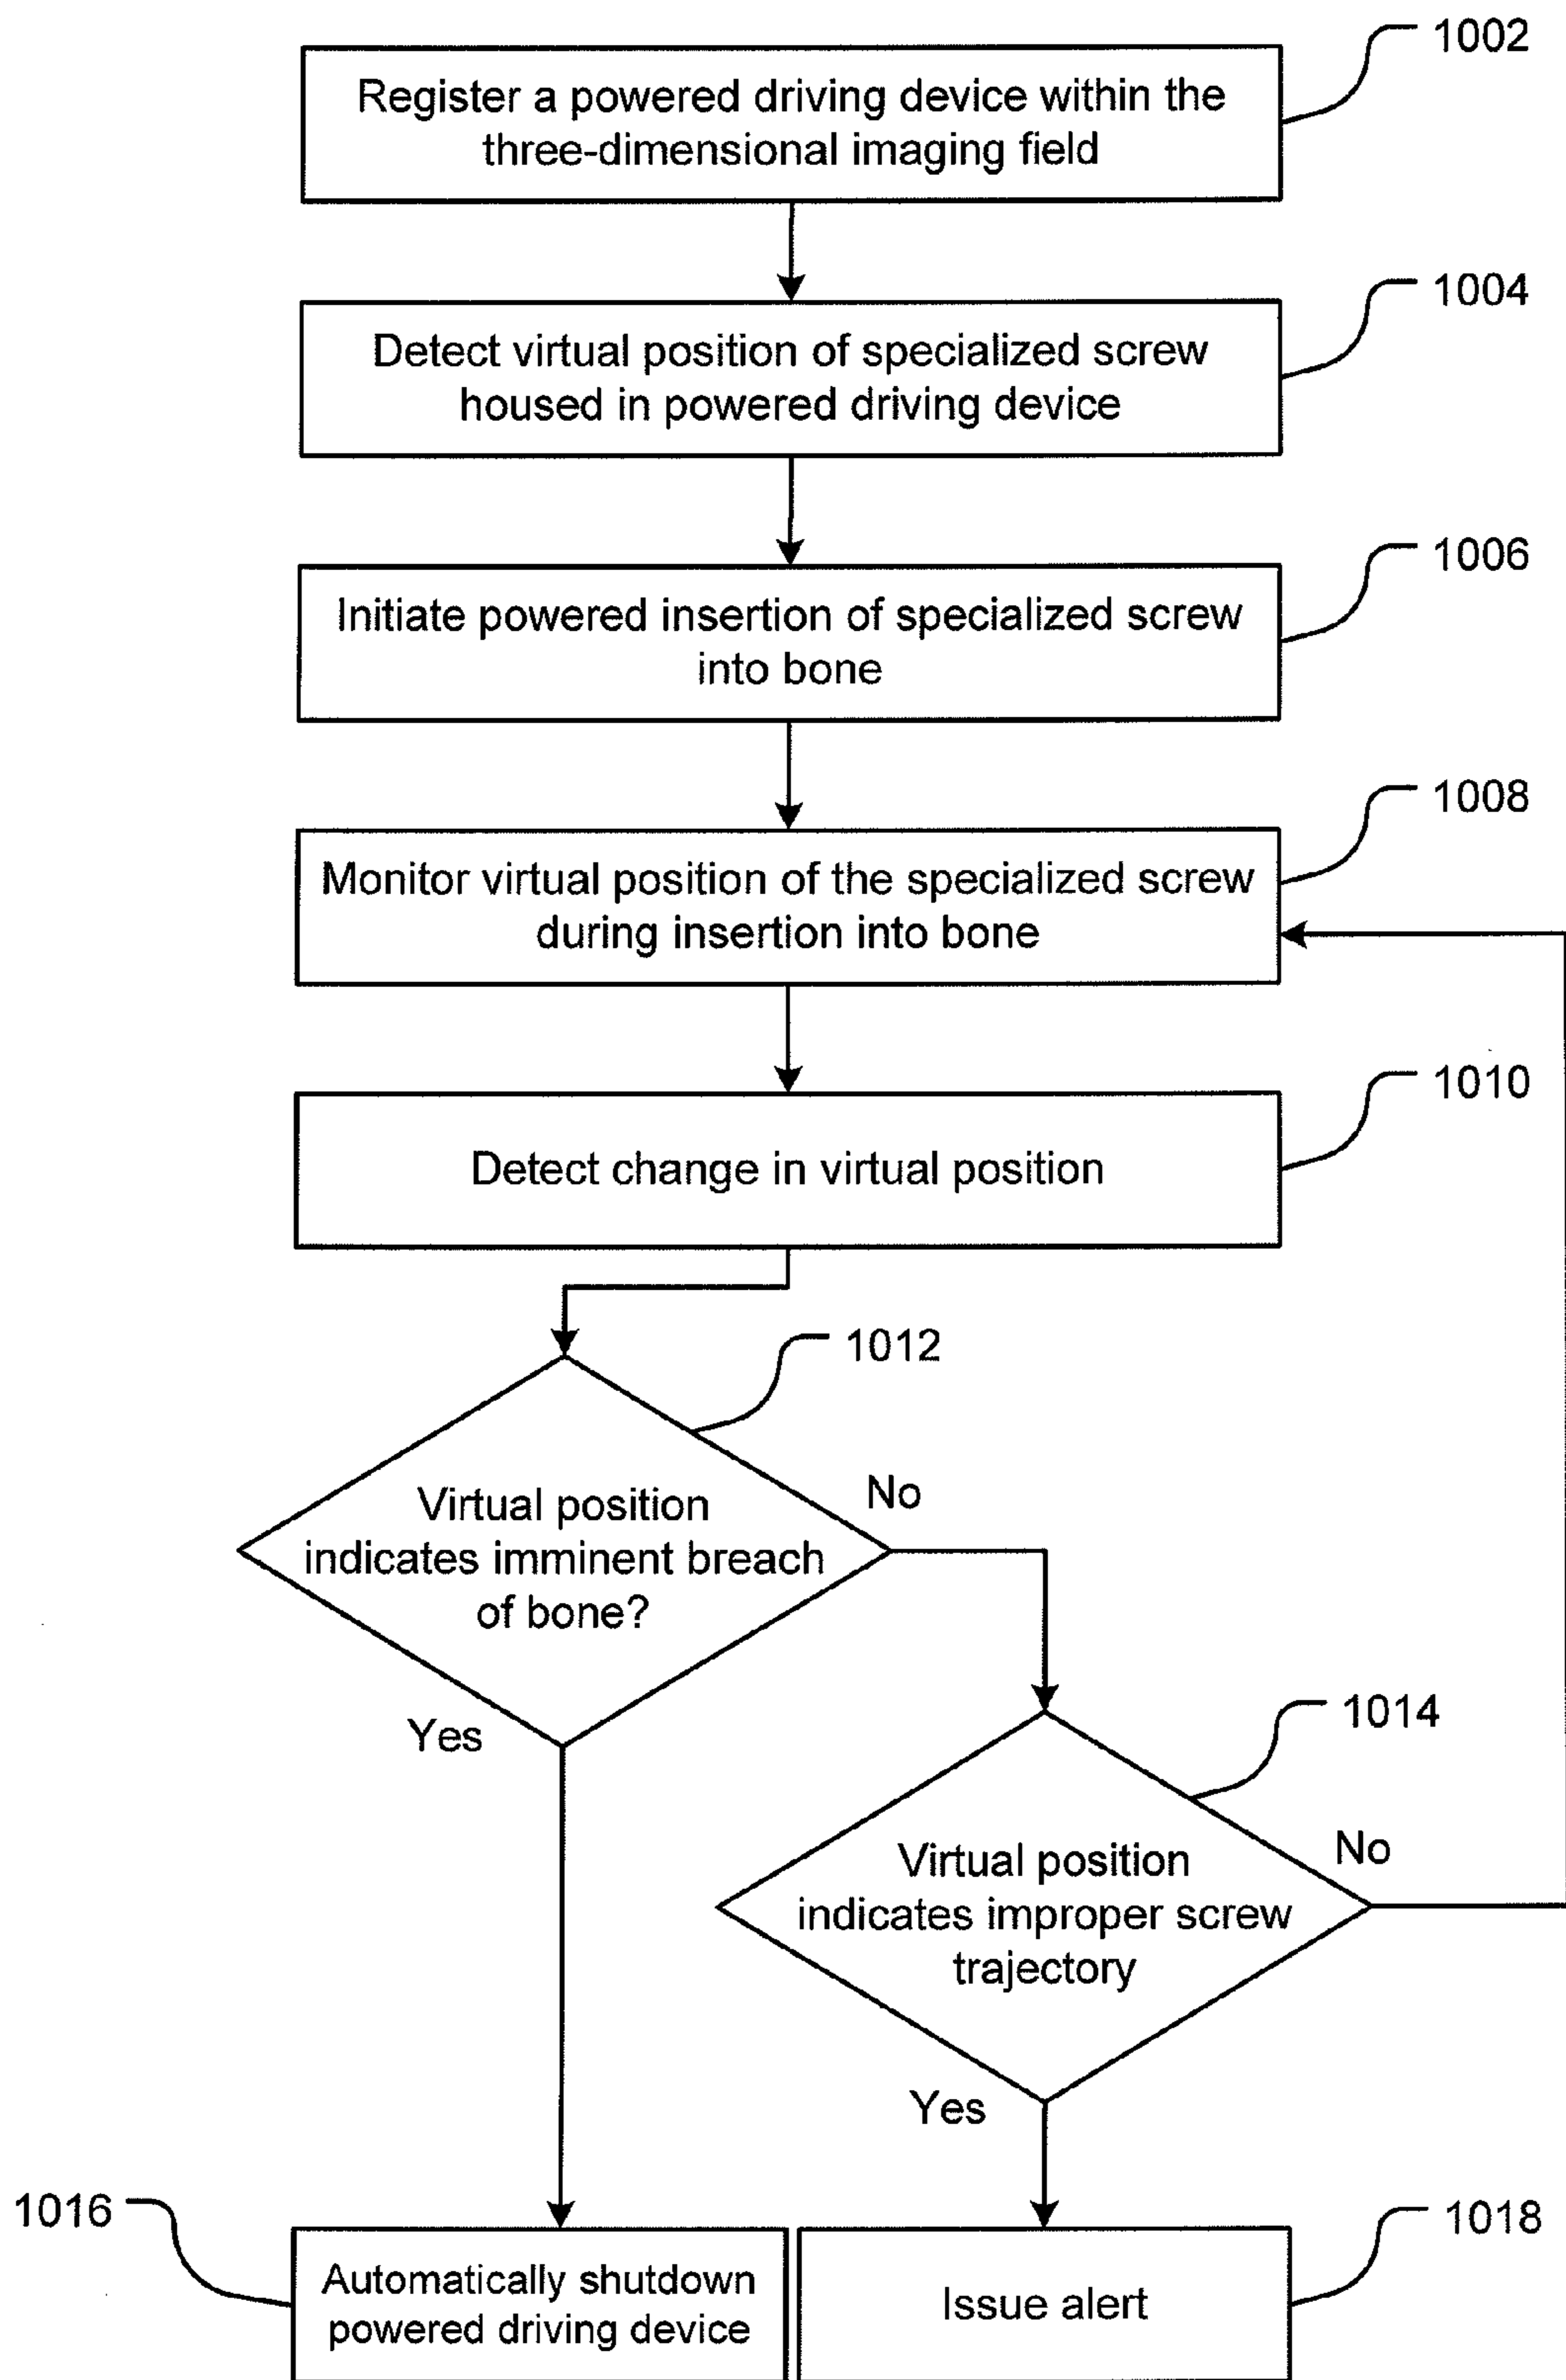 1002
Register a powered driving device within the
three-dimensional imaging field
1004
Detect virtual position of specialized screw
housed in powered driving device
1006
Initiate powered insertion of specialized screw
into bone
1008
Monitor virtual position of the specialized screw
during insertion into bone
1010
Detect change in virtual position
1012
Virtual position
indicates imminent breach
of bone?
No
Yes
1014
Virtual position
indicates improper screw
trajectory
No
Yes
1016
Automatically shutdown
powered driving device
1018
Issue alert